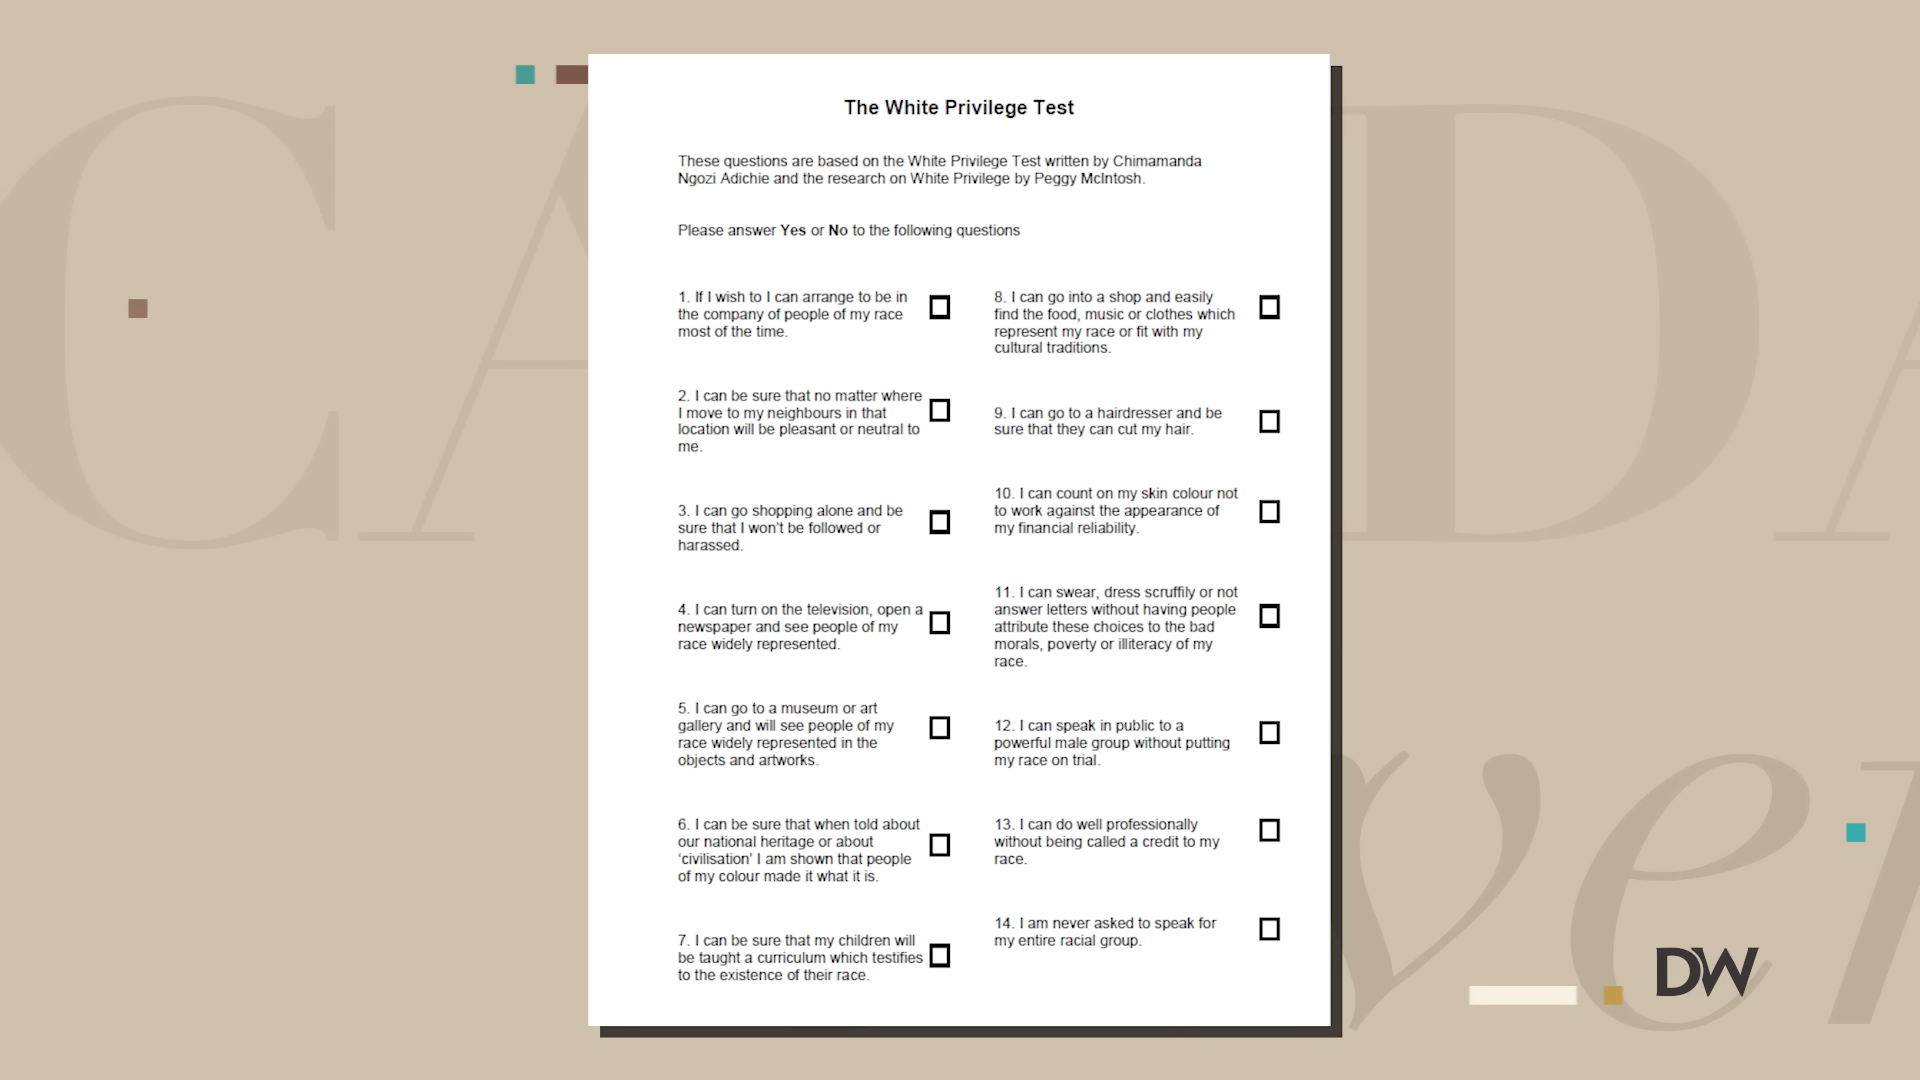 The White Privilege Test
These questions are based on the White Privilege Test written by Chimamanda
Ngozi Adichie and the research on White Privilege by Peggy McIntosh.
Please answer Yes or No to the following questions
1. If I wish to I can arrange to be in
the company of people of my race
most of the time.
2. I can be sure that no matter where
I move to my neighbours in that
location will be pleasant or neutral to
me.
3. I can go shopping alone and be
sure that I won't be followed or
harassed.
4. I can turn on the television, open a
newspaper and see people of my
race widely represented.
5. I can go to a museum or art
gallery and will see people of my
race widely represented in the
objects and artworks.
6. I can be sure that when told about
our national heritage or about
‘civilisation’ I am shown that people
of my colour made it what it is.
7. I can be sure that my children will
be taught a curriculum which testifies
to the existence of their race.
8. I can go into a shop and easily
find the food, music or clothes which
represent my race or fit with my
cultural traditions.
9. I can go to a hairdresser and be
sure that they can cut my hair.
10. I can count on my skin colour not
to work against the appearance of
my financial reliability.
11. I can swear, dress scruffily or not
answer letters without having people
attribute these choices to the bad
morals, poverty or illiteracy of my
race.
12. I can speak in public to a
powerful male group without putting
my race on trial.
13. I can do well professionally
without being called a credit to my
race.
14. I am never asked to speak for
my entire racial group.
DW